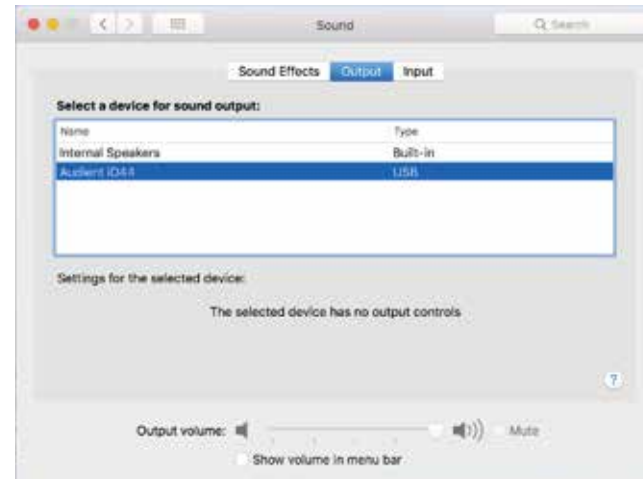 Sound
Search
Sound Effects Output Input
Select a device for sound output:
Name Type
Internal Speakers Built-in
Audient iD44 USB
Settings for the selected device:
The selected device has no output controls
?
Output volume: Mute
Show volume in menu bar